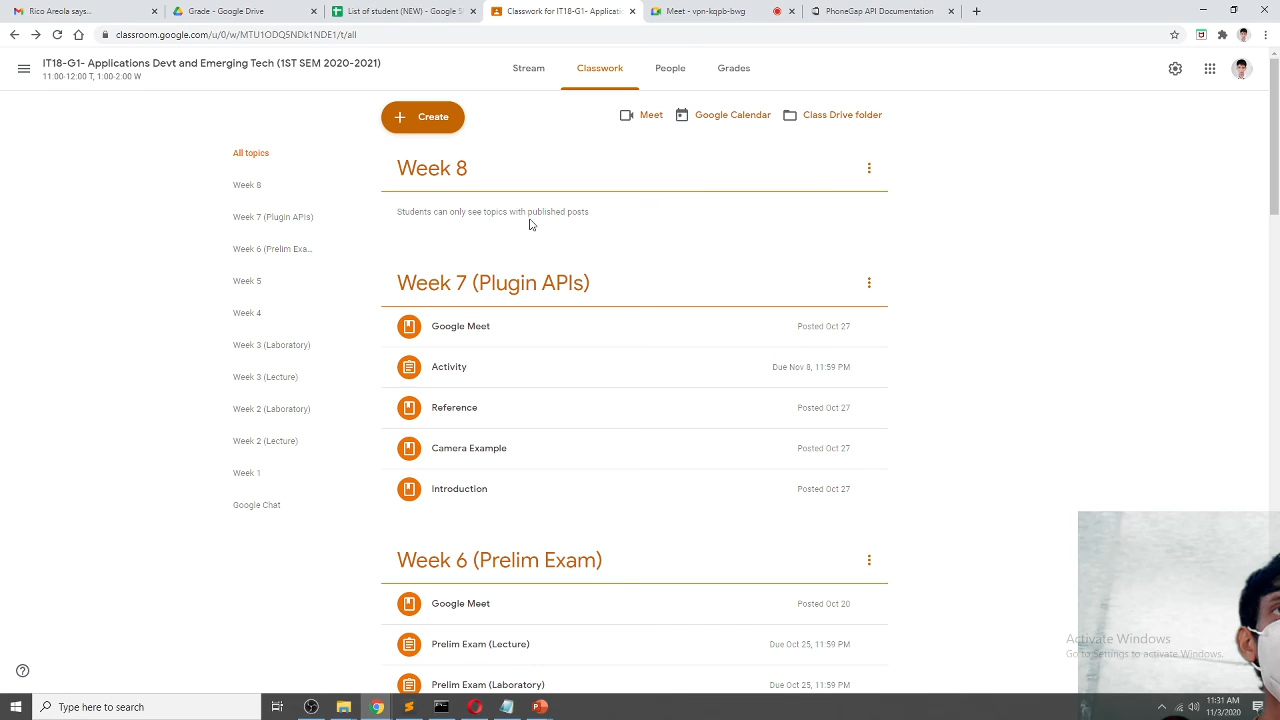 Rico Areola says...
Grade - Google Drive
List of student (NEW) - Google S
Classwork for IT18-G1- Applicatio
Meet - vpn-kqpb-bwg
PhoneGap API Documentation
classroom.google.com/u/0/w/MTU1ODQ5NDk1NDE1/t/all
IT18-G1- Applications Devt and Emerging Tech (1ST SEM 2020-2021)
11:00-12:00 T, 1:00-2:00 W
Stream
Classwork
People
Grades
Create
Meet
Google Calendar
Class Drive folder
All topics
Week 8
Week 7 (Plugin APIs)
Week 6 (Prelim Exa...
Week 5
Week 4
Week 3 (Laboratory)
Week 3 (Lecture)
Week 2 (Laboratory)
Week 2 (Lecture)
Week 1
Google Chat
Week 8
Students can only see topics with published posts
Week 7 (Plugin APIs)
Google Meet Posted Oct 27
Activity Due Nov 8, 11:59 PM
Reference Posted Oct 27
Camera Example Posted Oct 27
Introduction Posted Oct 27
Week 6 (Prelim Exam)
Google Meet Posted Oct 20
Prelim Exam (Lecture) Due Oct 25, 11:59 PM
Prelim Exam (Laboratory) Due Oct 25, 11:59 PM
Activate Windows
Go to Settings to activate Windows.
Type here to search
11:31 AM
11/3/2020